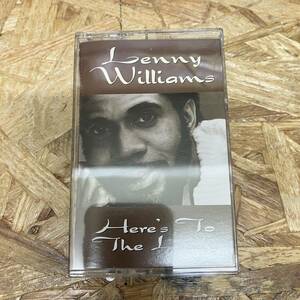 Lenny
Williams
Here's To
The L